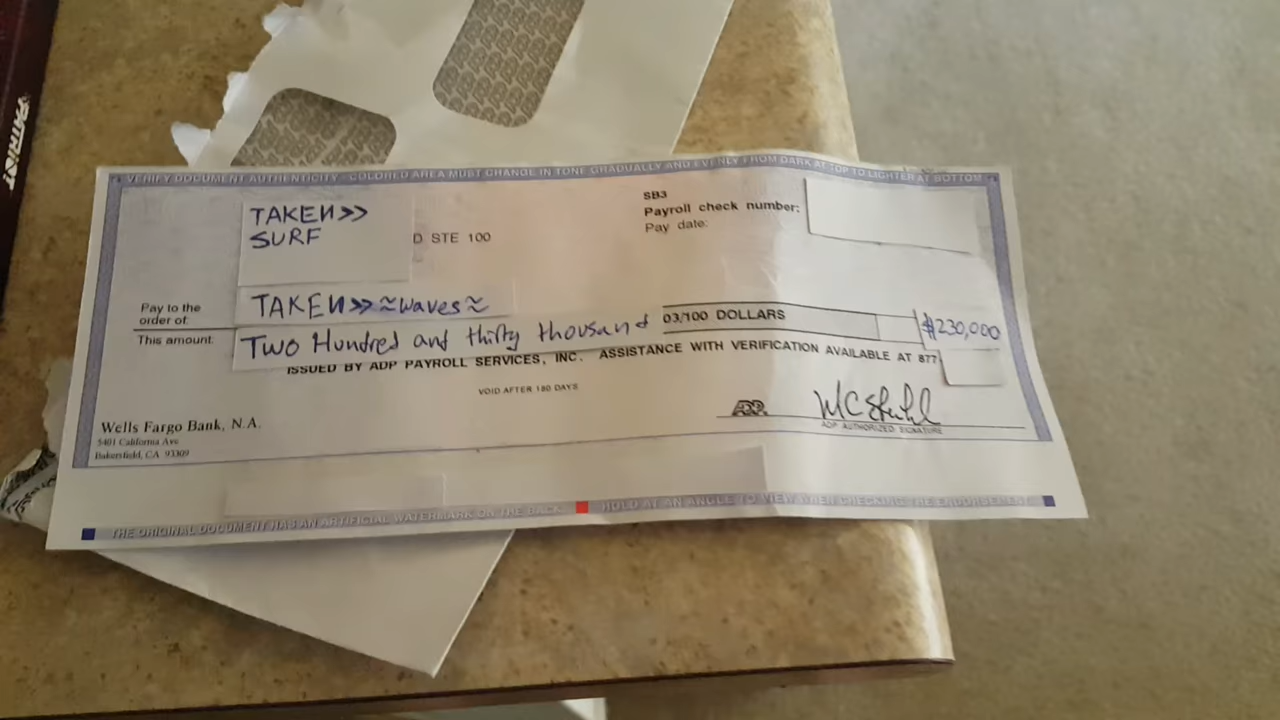 PATRIST
VERIFY DOCUMENT AUTHENTICITY - COLORED AREA MUST CHANGE IN TONE GRADUALLY AND EVENLY FROM DARK AT TOP TO LIGHTER AT BOTTOM
TAKEN>>
SURF
D STE 100
SB3
Payroll check number:
Pay date:
Pay to the
order of:
TAKEN>> ≈waves≈
This amount:
Two Hundred and thirty thousand
03/100 DOLLARS
$230,000
ISSUED BY ADP PAYROLL SERVICES, INC. ASSISTANCE WITH VERIFICATION AVAILABLE AT 877
VOID AFTER 180 DAYS
Wells Fargo Bank, N.A.
5401 California Ave
Bakersfield, CA 93309
ADP
ADP AUTHORIZED SIGNATURE
THE ORIGINAL DOCUMENT HAS AN ARTIFICIAL WATERMARK ON THE BACK. HOLD AT AN ANGLE TO VIEW WHEN CHECKING THE ENDORSEMENT.